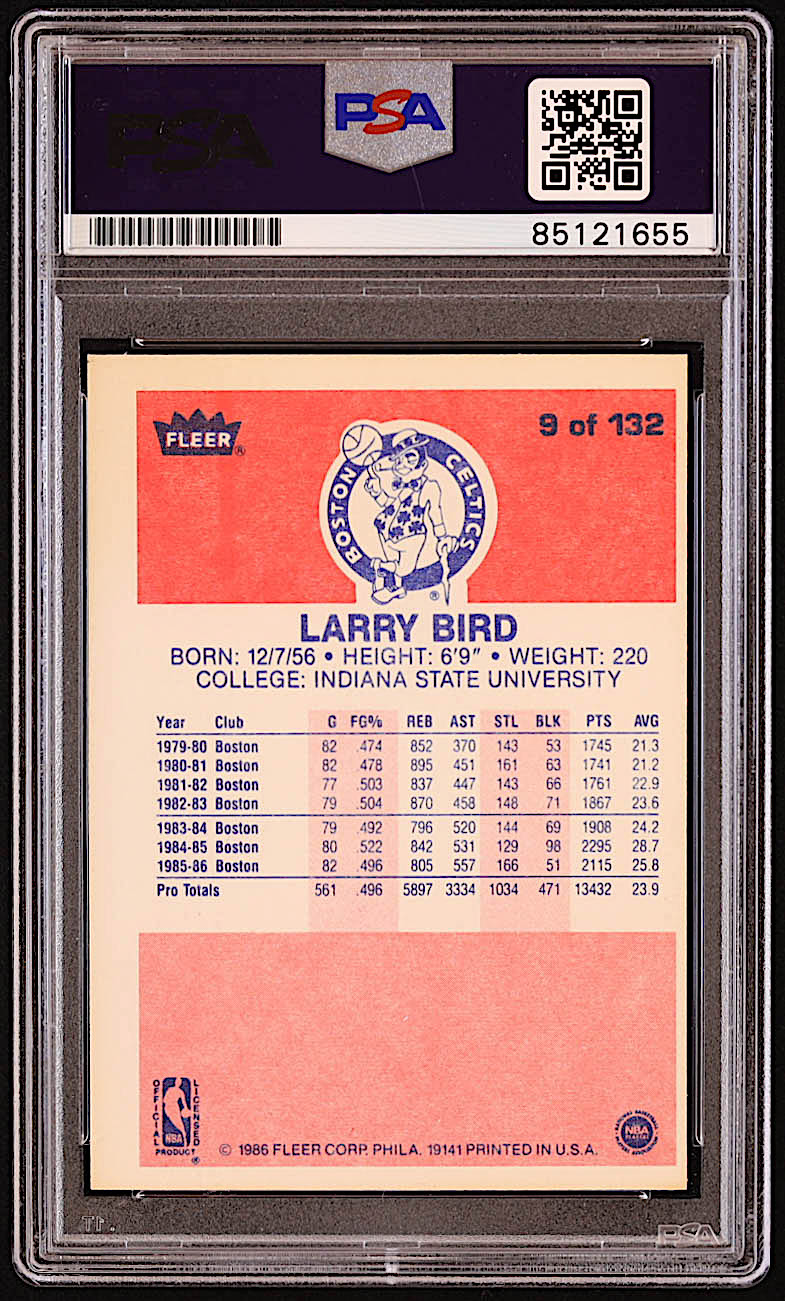 PSA
PSA
85121655
FLEER®
9 of 132
BOSTON CELTICS
®
LARRY BIRD
BORN: 12/7/56 • HEIGHT: 6'9" • WEIGHT: 220
COLLEGE: INDIANA STATE UNIVERSITY
Year Club G FG% REB AST STL BLK PTS AVG
1979-80 Boston 82 .474 852 370 143 53 1745 21.3
1980-81 Boston 82 .478 895 451 161 63 1741 21.2
1981-82 Boston 77 .503 837 447 143 66 1761 22.9
1982-83 Boston 79 .504 870 458 148 71 1867 23.6
1983-84 Boston 79 .492 796 520 144 69 1908 24.2
1984-85 Boston 80 .522 842 531 129 98 2295 28.7
1985-86 Boston 82 .496 805 557 166 51 2115 25.8
Pro Totals 561 .496 5897 3334 1034 471 13432 23.9
OFFICIAL LICENSED
NBA
PRODUCT ®
© 1986 FLEER CORP. PHILA. 19141 PRINTED IN U.S.A.
NATIONAL BASKETBALL
NBA
PLAYERS
PLAYERS ASSOCIATION
PSA